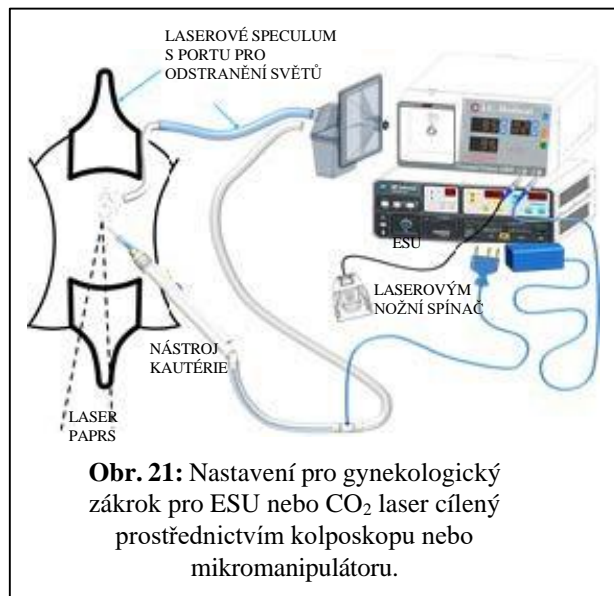 LASEROVÉ SPECULUM
S PORTU PRO
ODSTRANĚNÍ SVĚTŮ
ESU
LASEROVÝM
NOŽNÍ SPÍNAČ
NÁSTROJ
KAUTÉRIE
LASER
PAPRS
Obr. 21: Nastavení pro gynekologický
zákrok pro ESU nebo CO₂ laser cílený
prostřednictvím kolposkopu nebo
mikromanipulátoru.